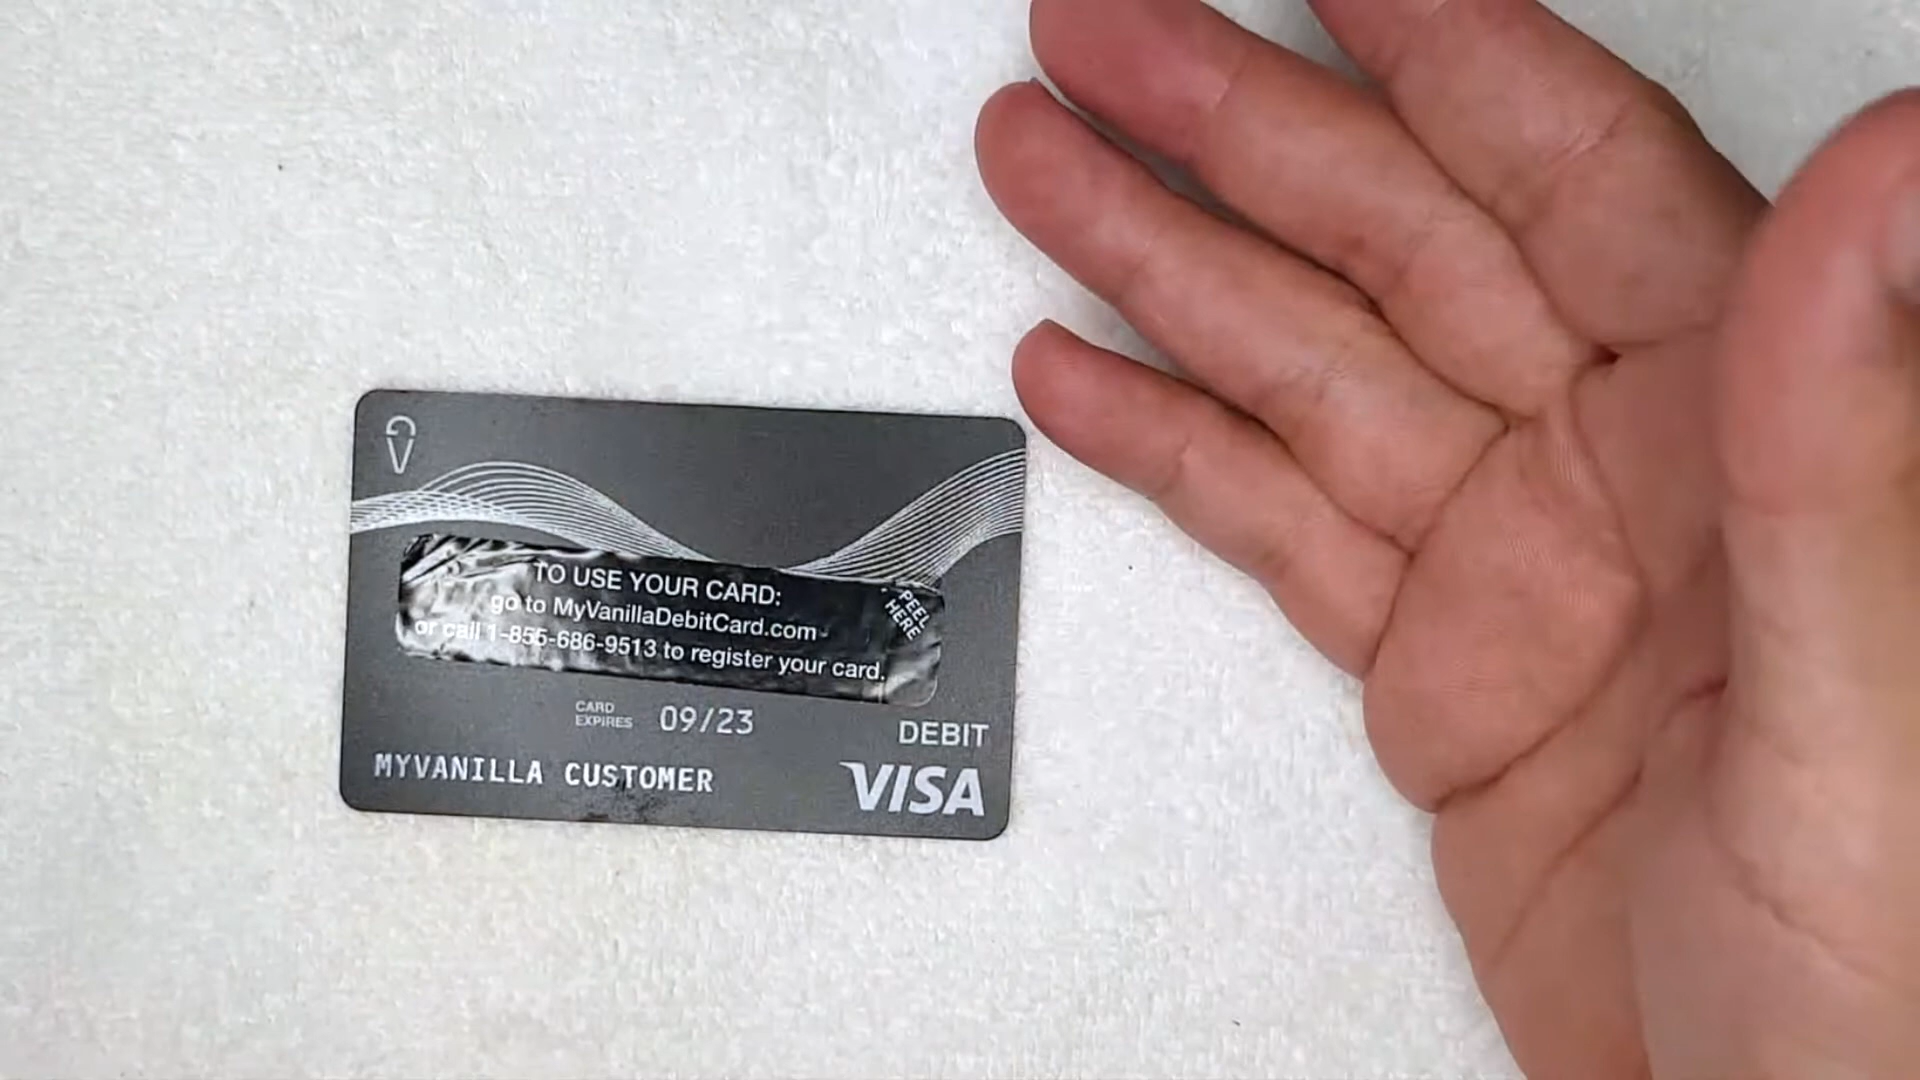 TO USE YOUR CARD:
go to MyVanillaDebitCard.com
or call 1-855-686-9513 to register your card.
PEEL
HERE
CARD
EXPIRES
09/23
DEBIT
MYVANILLA CUSTOMER
VISA